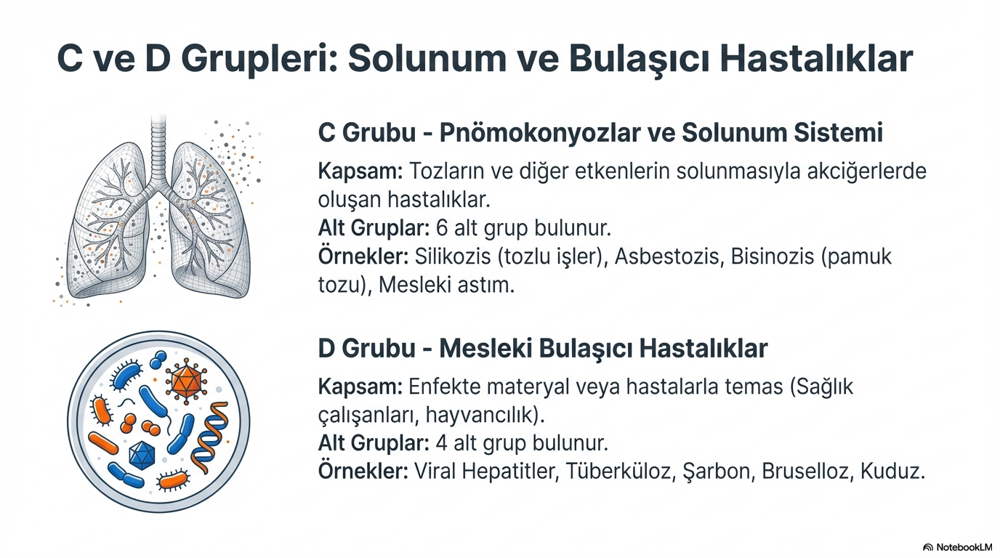 C ve D Grupleri: Solunum ve Bulaşıcı Hastalıklar
C Grubu - Pnömokonyozlar ve Solunum Sistemi
Kapsam: Tozların ve diğer etkenlerin solunmasıyla akciğerlerde
oluşan hastalıklar.
Alt Gruplar: 6 alt grup bulunur.
Örnekler: Silikozis (tozlu işler), Asbestozis, Bisinozis (pamuk
tozu), Mesleki astım.
D Grubu - Mesleki Bulaşıcı Hastalıklar
Kapsam: Enfekte materyal veya hastalarla temas (Sağlık
çalışanları, hayvancılık).
Alt Gruplar: 4 alt grup bulunur.
Örnekler: Viral Hepatitler, Tüberküloz, Şarbon, Bruselloz, Kuduz.
NotebookLM